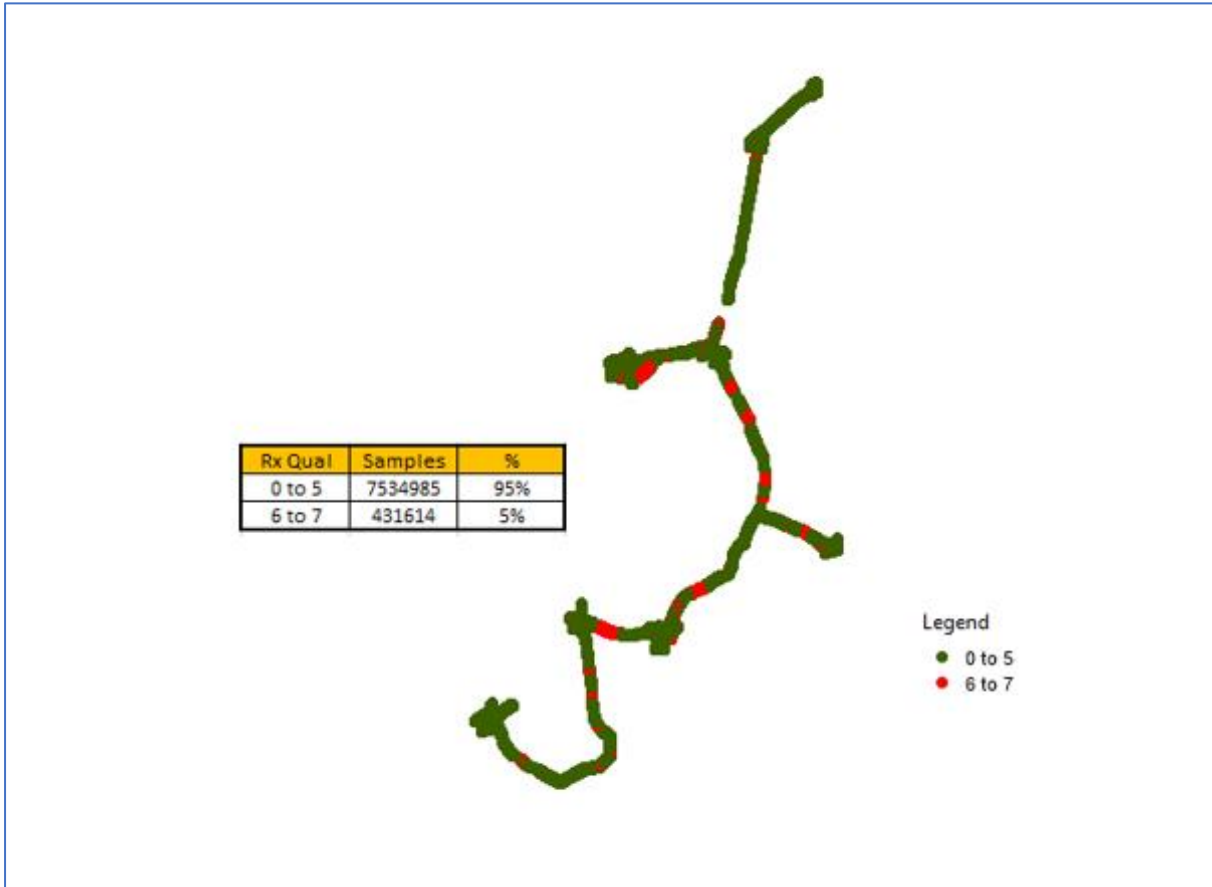 Rx Qual Samples %
0 to 5 7534985 95%
6 to 7 431614 5%
Legend
0 to 5
6 to 7